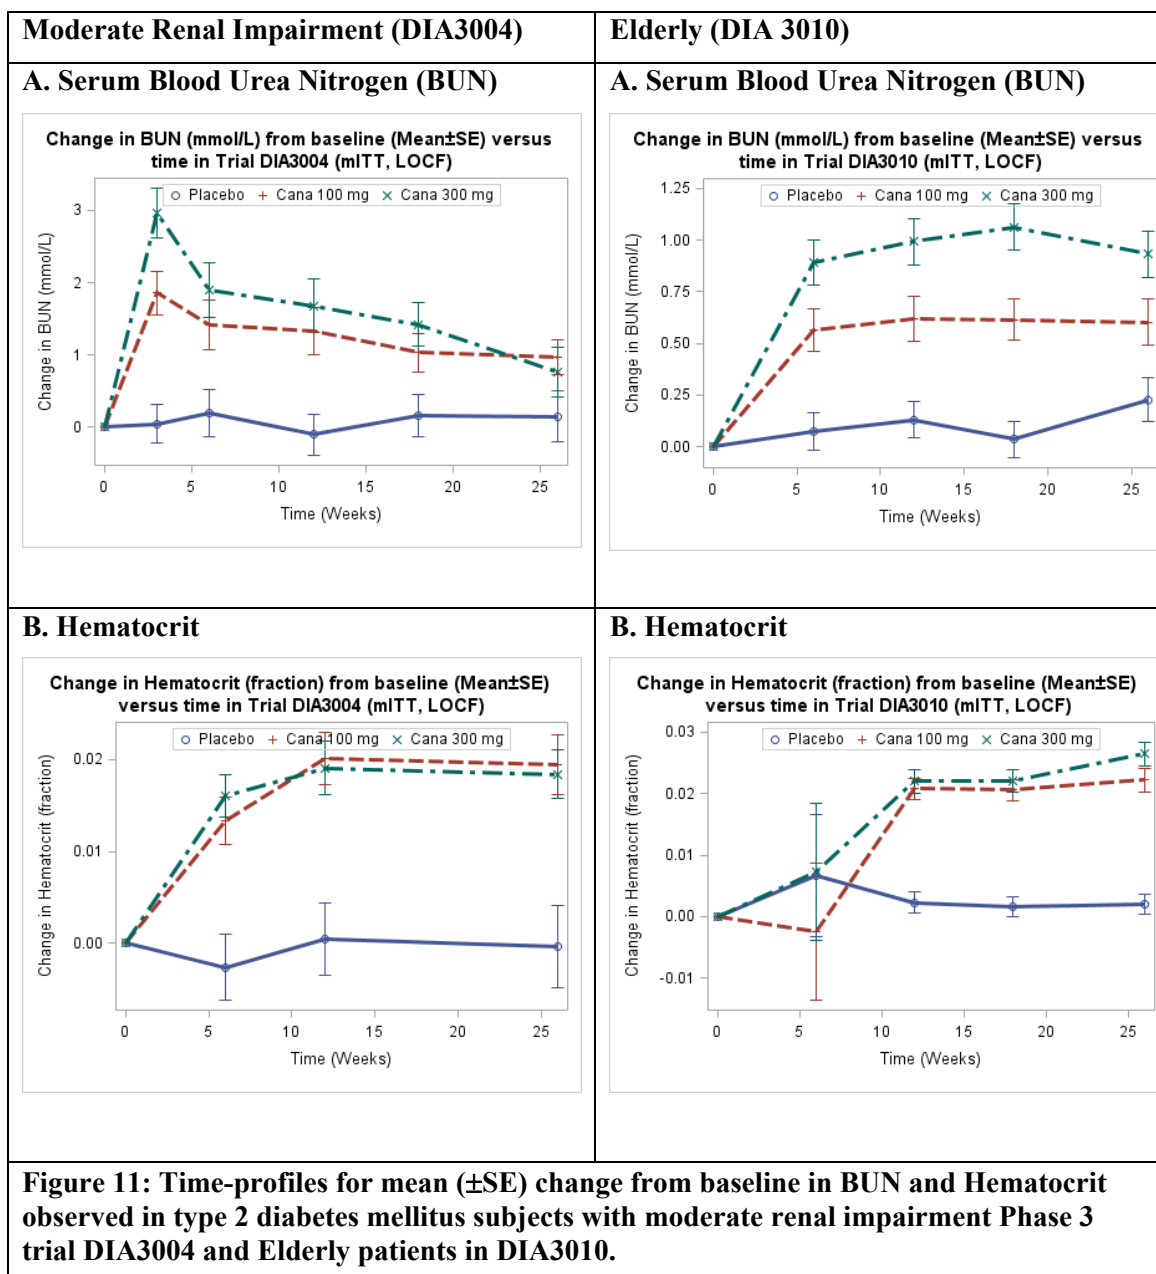 Moderate Renal Impairment (DIA3004)
Elderly (DIA 3010)
A. Serum Blood Urea Nitrogen (BUN)
Change in BUN (mmol/L) from baseline (Mean±SE) versus
time in Trial DIA3004 (mITT, LOCF)
Placebo + Cana 100 mg × Cana 300 mg
3
2
1
0
Change in BUN (mmol/L)
0 5 10 15 20 25
Time (Weeks)
A. Serum Blood Urea Nitrogen (BUN)
Change in BUN (mmol/L) from baseline (Mean±SE) versus
time in Trial DIA3010 (mITT, LOCF)
Placebo + Cana 100 mg × Cana 300 mg
1.25
1.00
0.75
0.50
0.25
0.00
Change in BUN (mmol/L)
0 5 10 15 20 25
Time (Weeks)
B. Hematocrit
Change in Hematocrit (fraction) from baseline (Mean±SE)
versus time in Trial DIA3004 (mITT, LOCF)
Placebo + Cana 100 mg × Cana 300 mg
0.02
0.01
0.00
Change in Hematocrit (fraction)
0 5 10 15 20 25
Time (Weeks)
B. Hematocrit
Change in Hematocrit (fraction) from baseline (Mean±SE)
versus time in Trial DIA3010 (mITT, LOCF)
Placebo + Cana 100 mg × Cana 300 mg
0.03
0.02
0.01
0.00
-0.01
Change in Hematocrit (fraction)
0 5 10 15 20 25
Time (Weeks)
Figure 11: Time-profiles for mean (±SE) change from baseline in BUN and Hematocrit
observed in type 2 diabetes mellitus subjects with moderate renal impairment Phase 3
trial DIA3004 and Elderly patients in DIA3010.